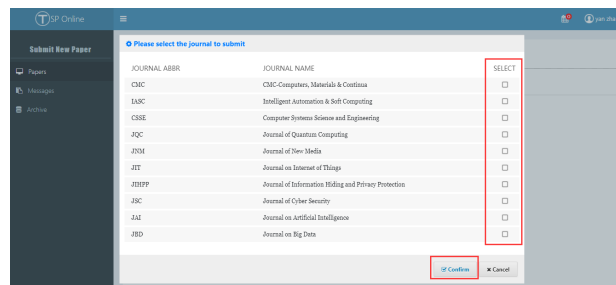 TSP Online
yan zha
Submit New Paper
Please select the journal to submit
Papers
Messages
Archive
JOURNAL ABBR JOURNAL NAME SELECT
CMC CMC-Computers, Materials & Continua
IASC Intelligent Automation & Soft Computing
CSSE Computer Systems Science and Engineering
JQC Journal of Quantum Computing
JNM Journal of New Media
JIT Journal on Internet of Things
JIHPP Journal of Information Hiding and Privacy Protection
JSC Journal of Cyber Security
JAI Journal on Artificial Intelligence
JBD Journal on Big Data
Confirm Cancel